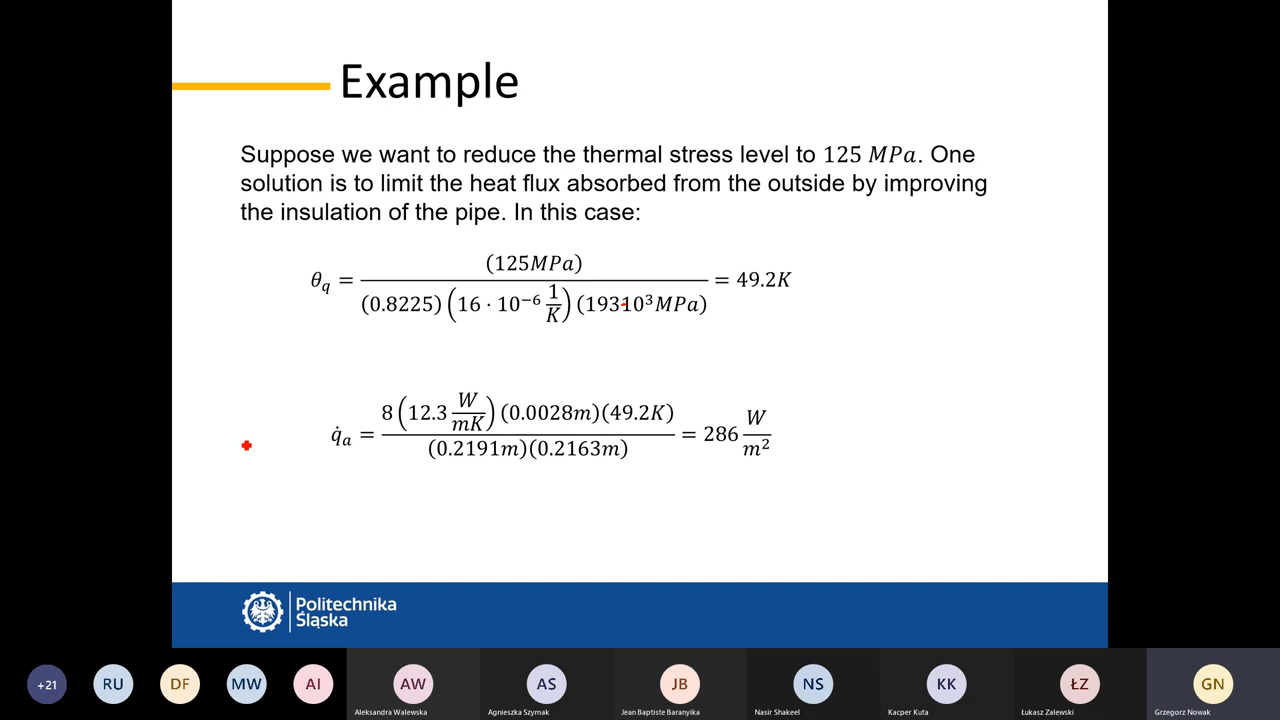 Example
Suppose we want to reduce the thermal stress level to 125 MPa. One
solution is to limit the heat flux absorbed from the outside by improving
the insulation of the pipe. In this case:
θq = (125MPa) / (0.8225) (16 · 10⁻⁶ 1/K) (19310³MPa) = 49.2K
q̇a = 8 (12.3 W/mK) (0.0028m)(49.2K) / (0.2191m)(0.2163m) = 286 W/m²
Politechnika
Śląska
+21
RU
DF
MW
AI
AW
AS
JB
NS
KK
ŁZ
GN
Aleksandra Walewska
Agnieszka Szymak
Jean Baptiste Baranyika
Nasir Shakeel
Kacper Kuta
Łukasz Zalewski
Grzegorz Nowak